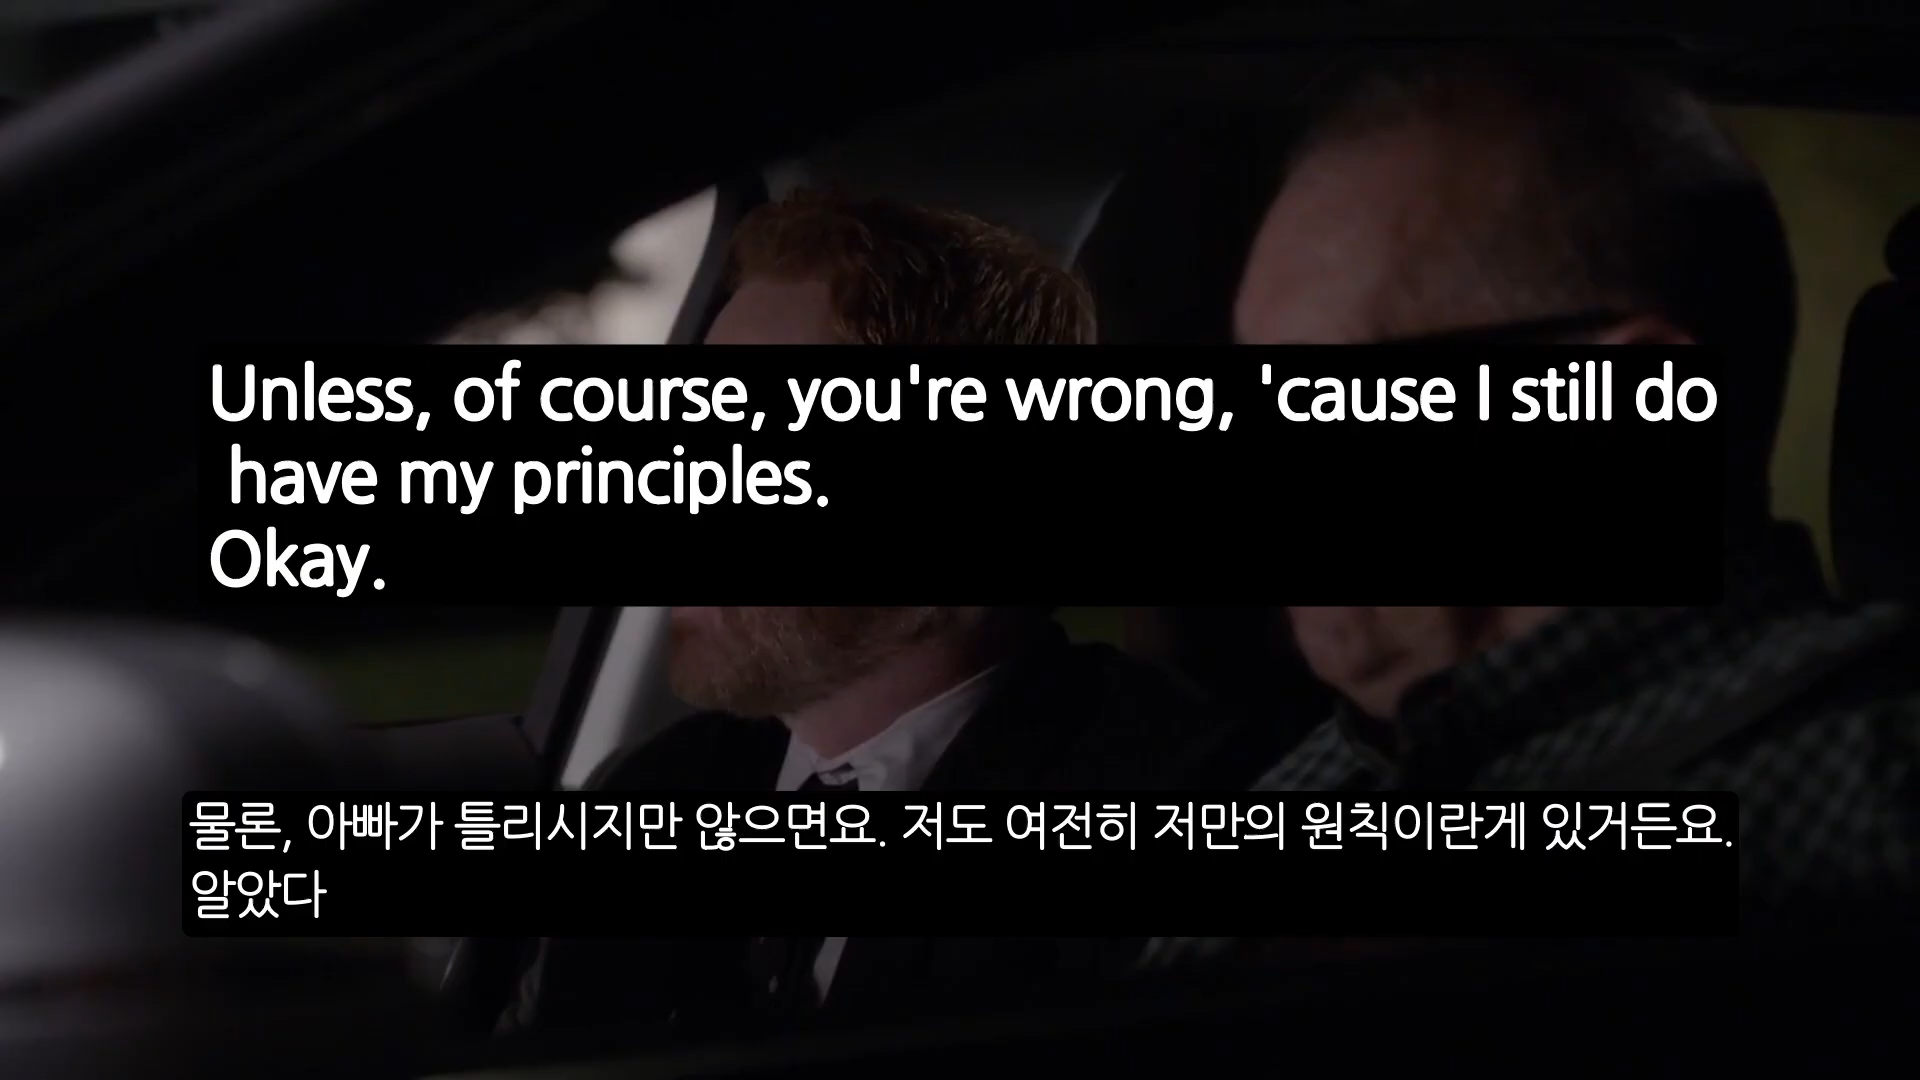 Unless, of course, you're wrong, 'cause I still do
have my principles.
Okay.
물론, 아빠가 틀리시지만 않으면요. 저도 여전히 저만의 원칙이란게 있거든요.
알았다